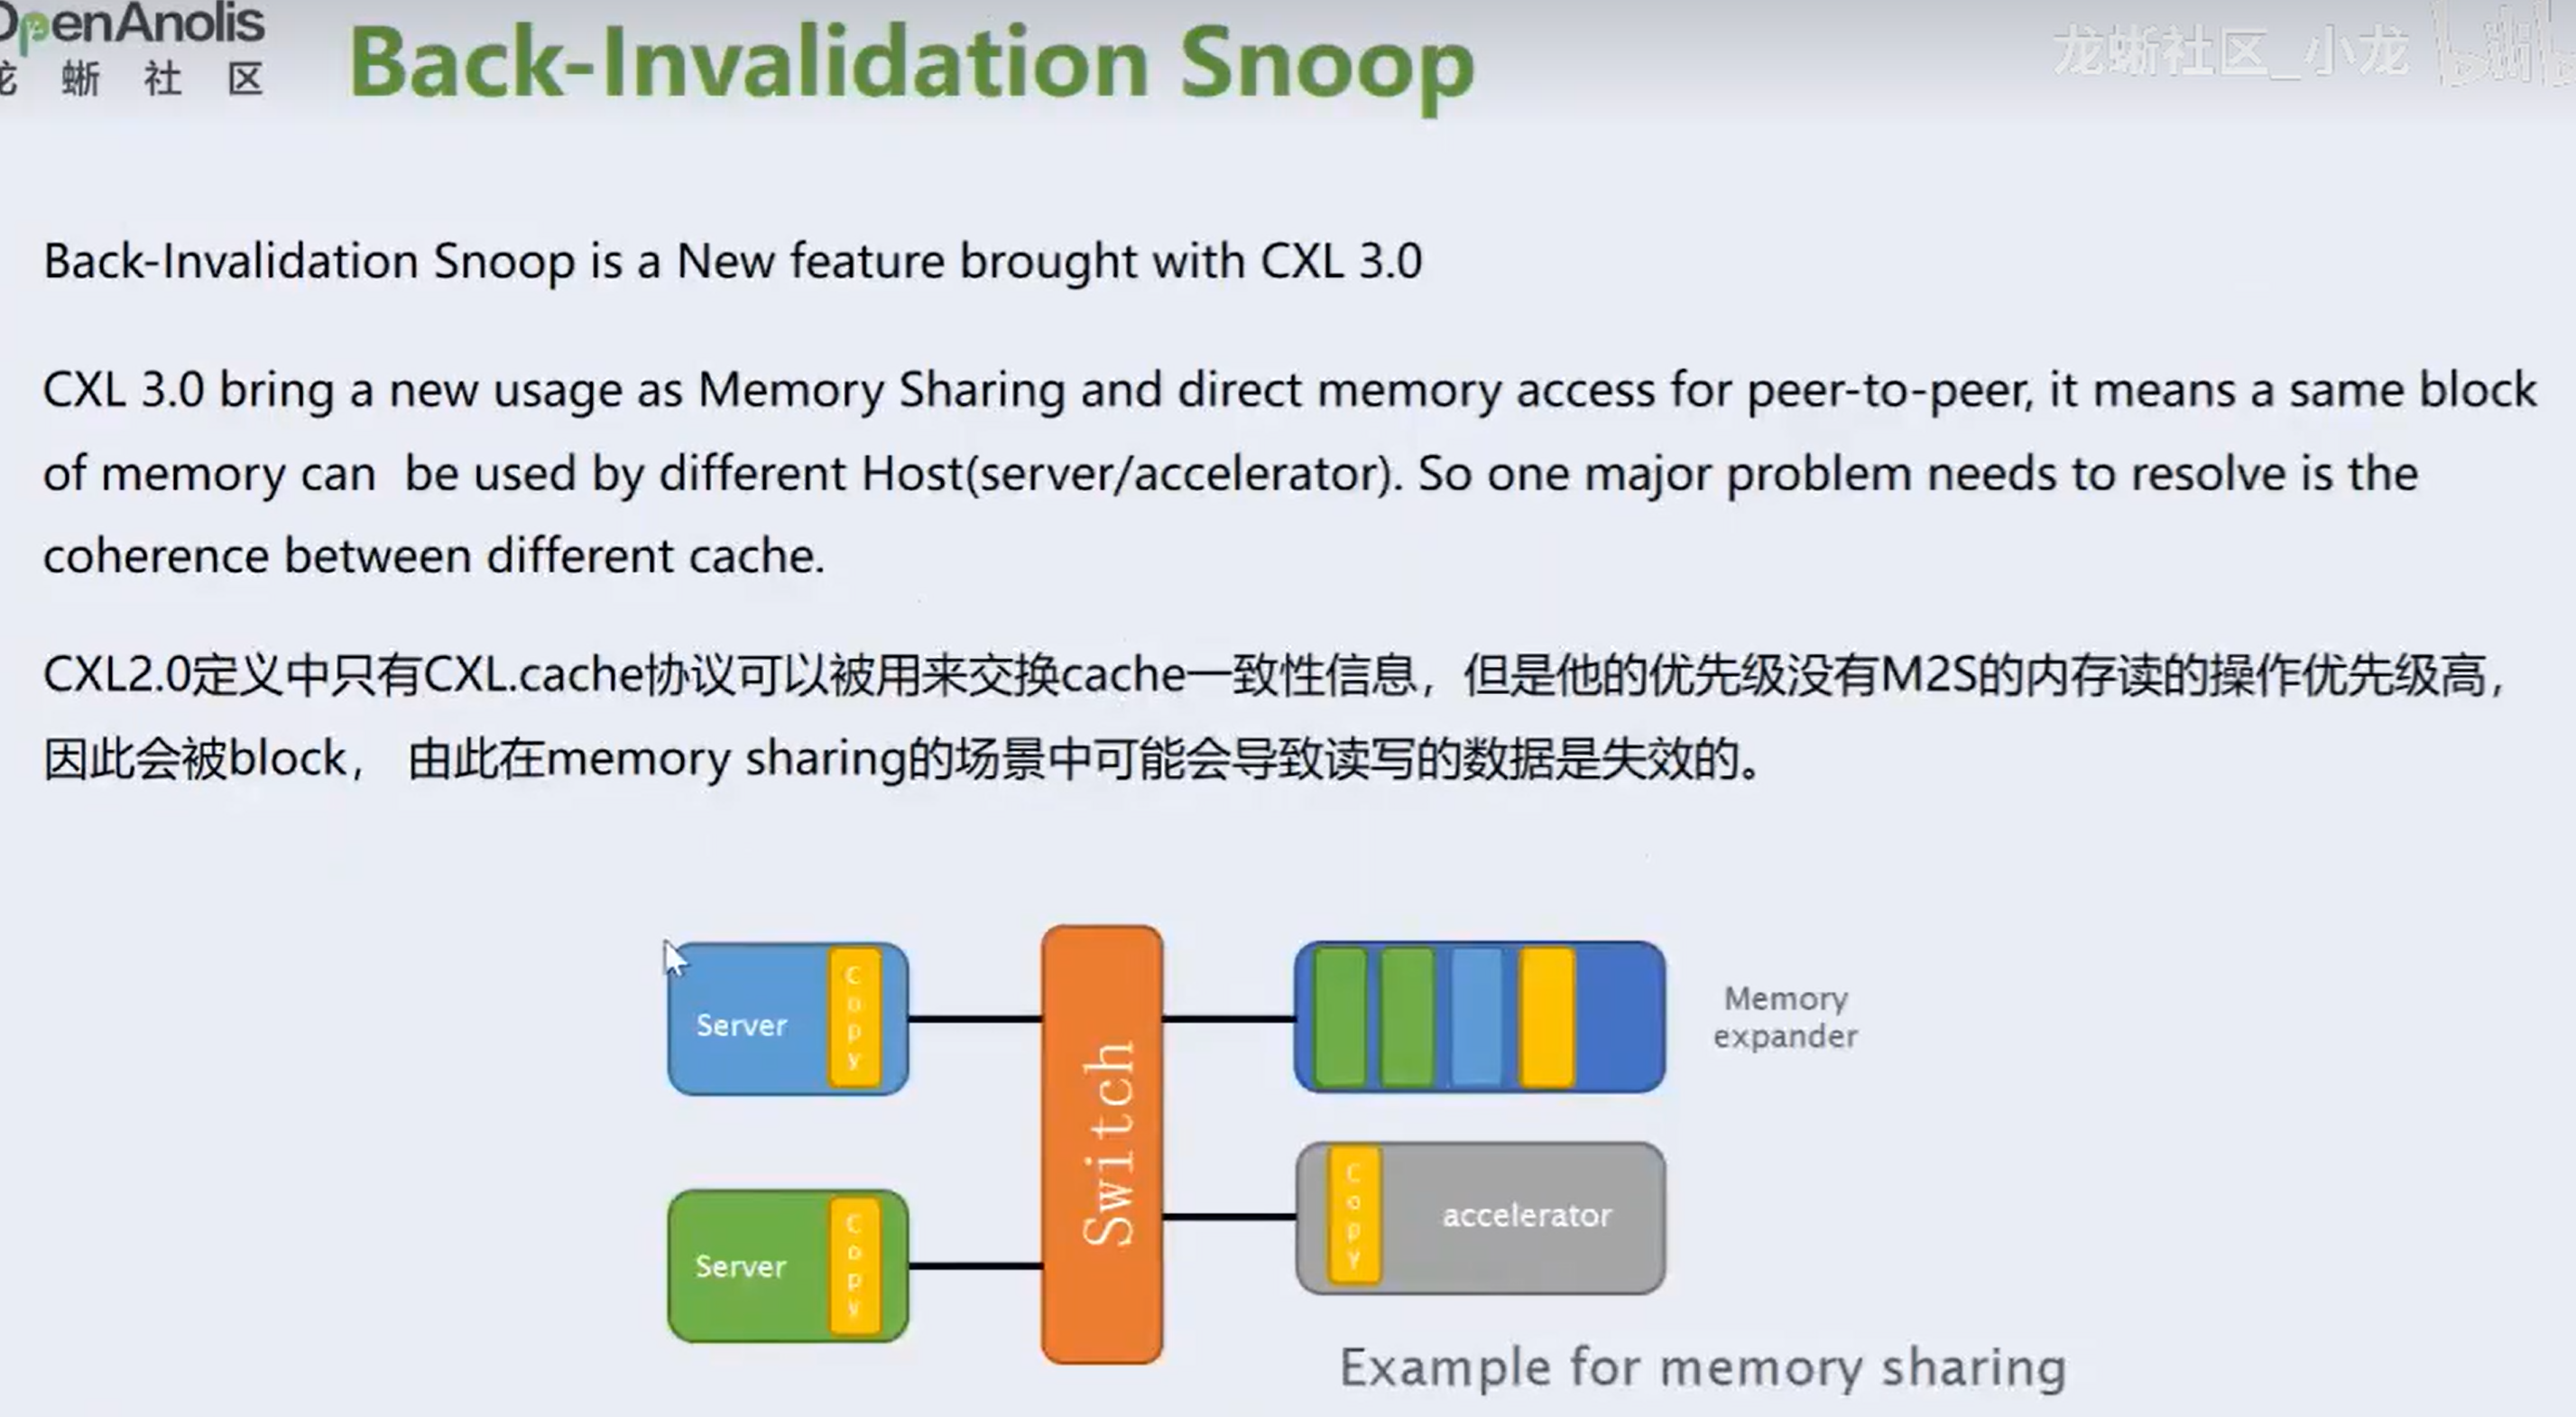 OpenAnolis
龙 蜥 社 区
Back-Invalidation Snoop
龙蜥社区_小龙
Back-Invalidation Snoop is a New feature brought with CXL 3.0
CXL 3.0 bring a new usage as Memory Sharing and direct memory access for peer-to-peer, it means a same block
of memory can be used by different Host(server/accelerator). So one major problem needs to resolve is the
coherence between different cache.
CXL2.0定义中只有CXL.cache协议可以被用来交换cache一致性信息，但是他的优先级没有M2S的内存读的操作优先级高，
因此会被block， 由此在memory sharing的场景中可能会导致读写的数据是失效的。
Server
Copy
Switch
Memory
expander
Server
Copy
Copy
accelerator
Example for memory sharing